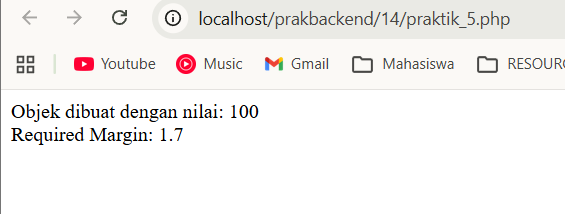 localhost/prakbackend/14/praktik_5.php
Youtube
Music
Gmail
Mahasiswa
RESOUR
Objek dibuat dengan nilai: 100
Required Margin: 1.7